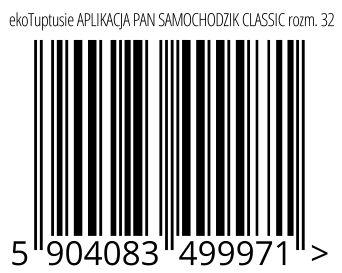 ekoTuptusie APLIKACJA PAN SAMOCHODZIK CLASSIC rozm. 32
5 904083 499971 >